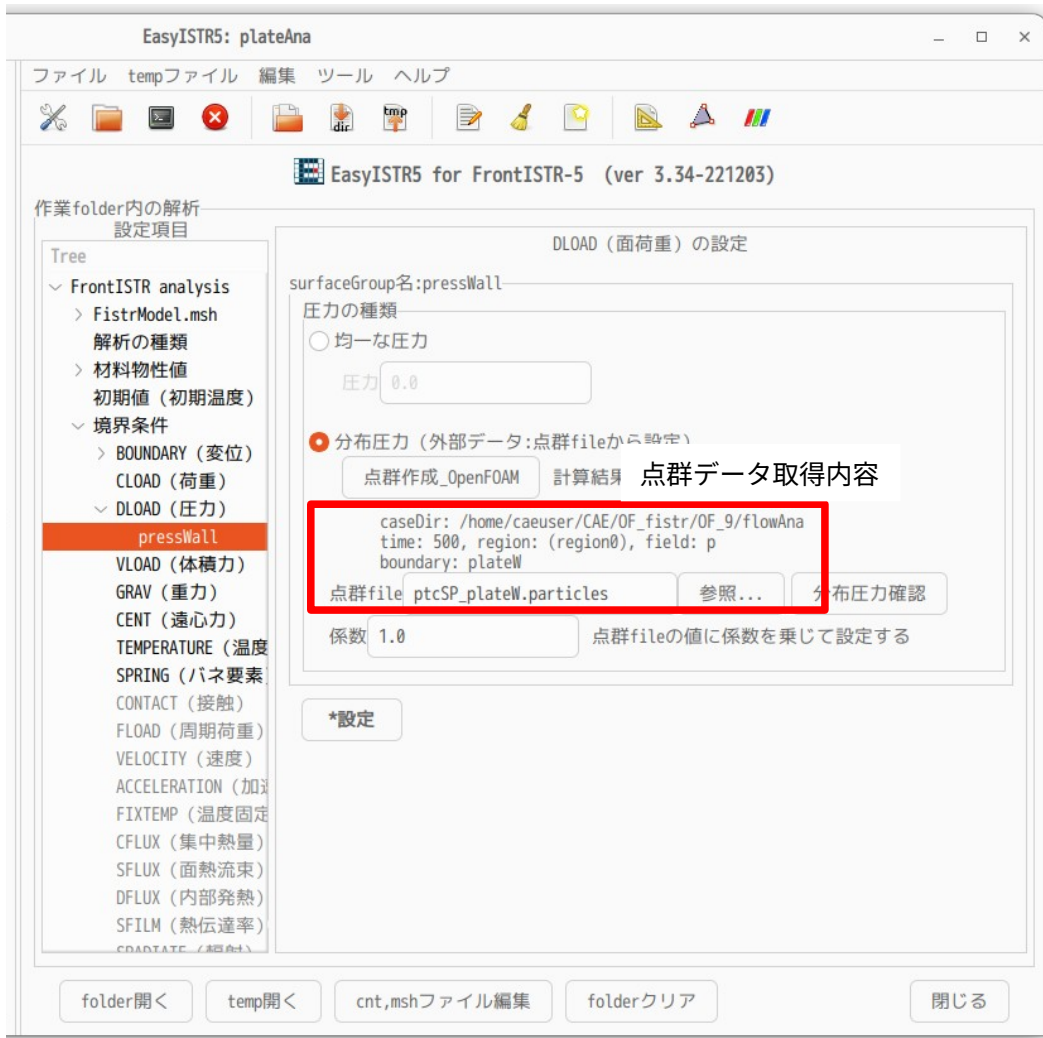 EasyISTR5: plateAna
ファイル tempファイル 編集 ツール ヘルプ
dir
tmp
EasyISTR5 for FrontISTR-5 (ver 3.34-221203)
作業folder内の解析
設定項目
Tree
FrontISTR analysis
FistrModel.msh
解析の種類
材料物性値
初期値（初期温度）
境界条件
BOUNDARY（変位）
CLOAD（荷重）
DLOAD（圧力）
pressWall
VLOAD（体積力）
GRAV（重力）
CENT（遠心力）
TEMPERATURE（温度
SPRING（バネ要素
CONTACT（接触）
FLOAD（周期荷重）
VELOCITY（速度）
ACCELERATION（加速
FIXTEMP（温度固定
CFLUX（集中熱量）
SFLUX（面熱流束）
DFLUX（内部発熱）
SFILM（熱伝達率）
SRADIATE（輻射）
DLOAD（面荷重）の設定
surfaceGroup名:pressWall
圧力の種類
均一な圧力
圧力 0.0
分布圧力（外部データ:点群fileから設定）
点群作成_OpenFOAM 計算結果
点群データ取得内容
caseDir: /home/caeuser/CAE/OF_fistr/OF_9/flowAna
time: 500, region: (region0), field: p
boundary: plateW
点群file ptcSP_plateW.particles 参照... 分布圧力確認
係数 1.0 点群fileの値に係数を乗じて設定する
*設定
folder開く temp開く cnt,mshファイル編集 folderクリア 閉じる